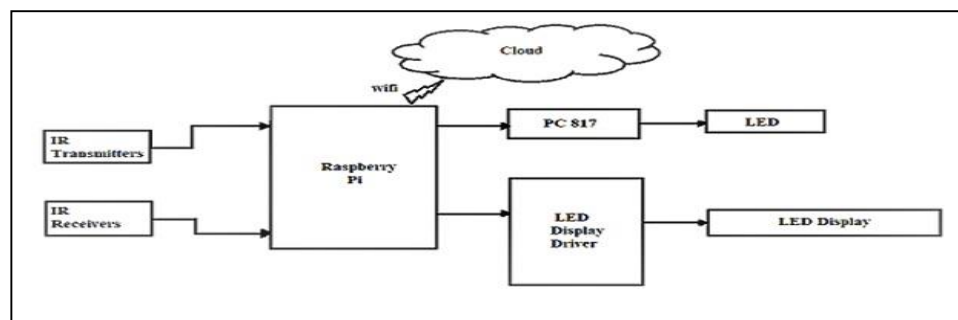 Cloud
wifi
IR
Transmitters
Raspberry
Pi
PC 817
LED
IR
Receivers
LED
Display
Driver
LED Display